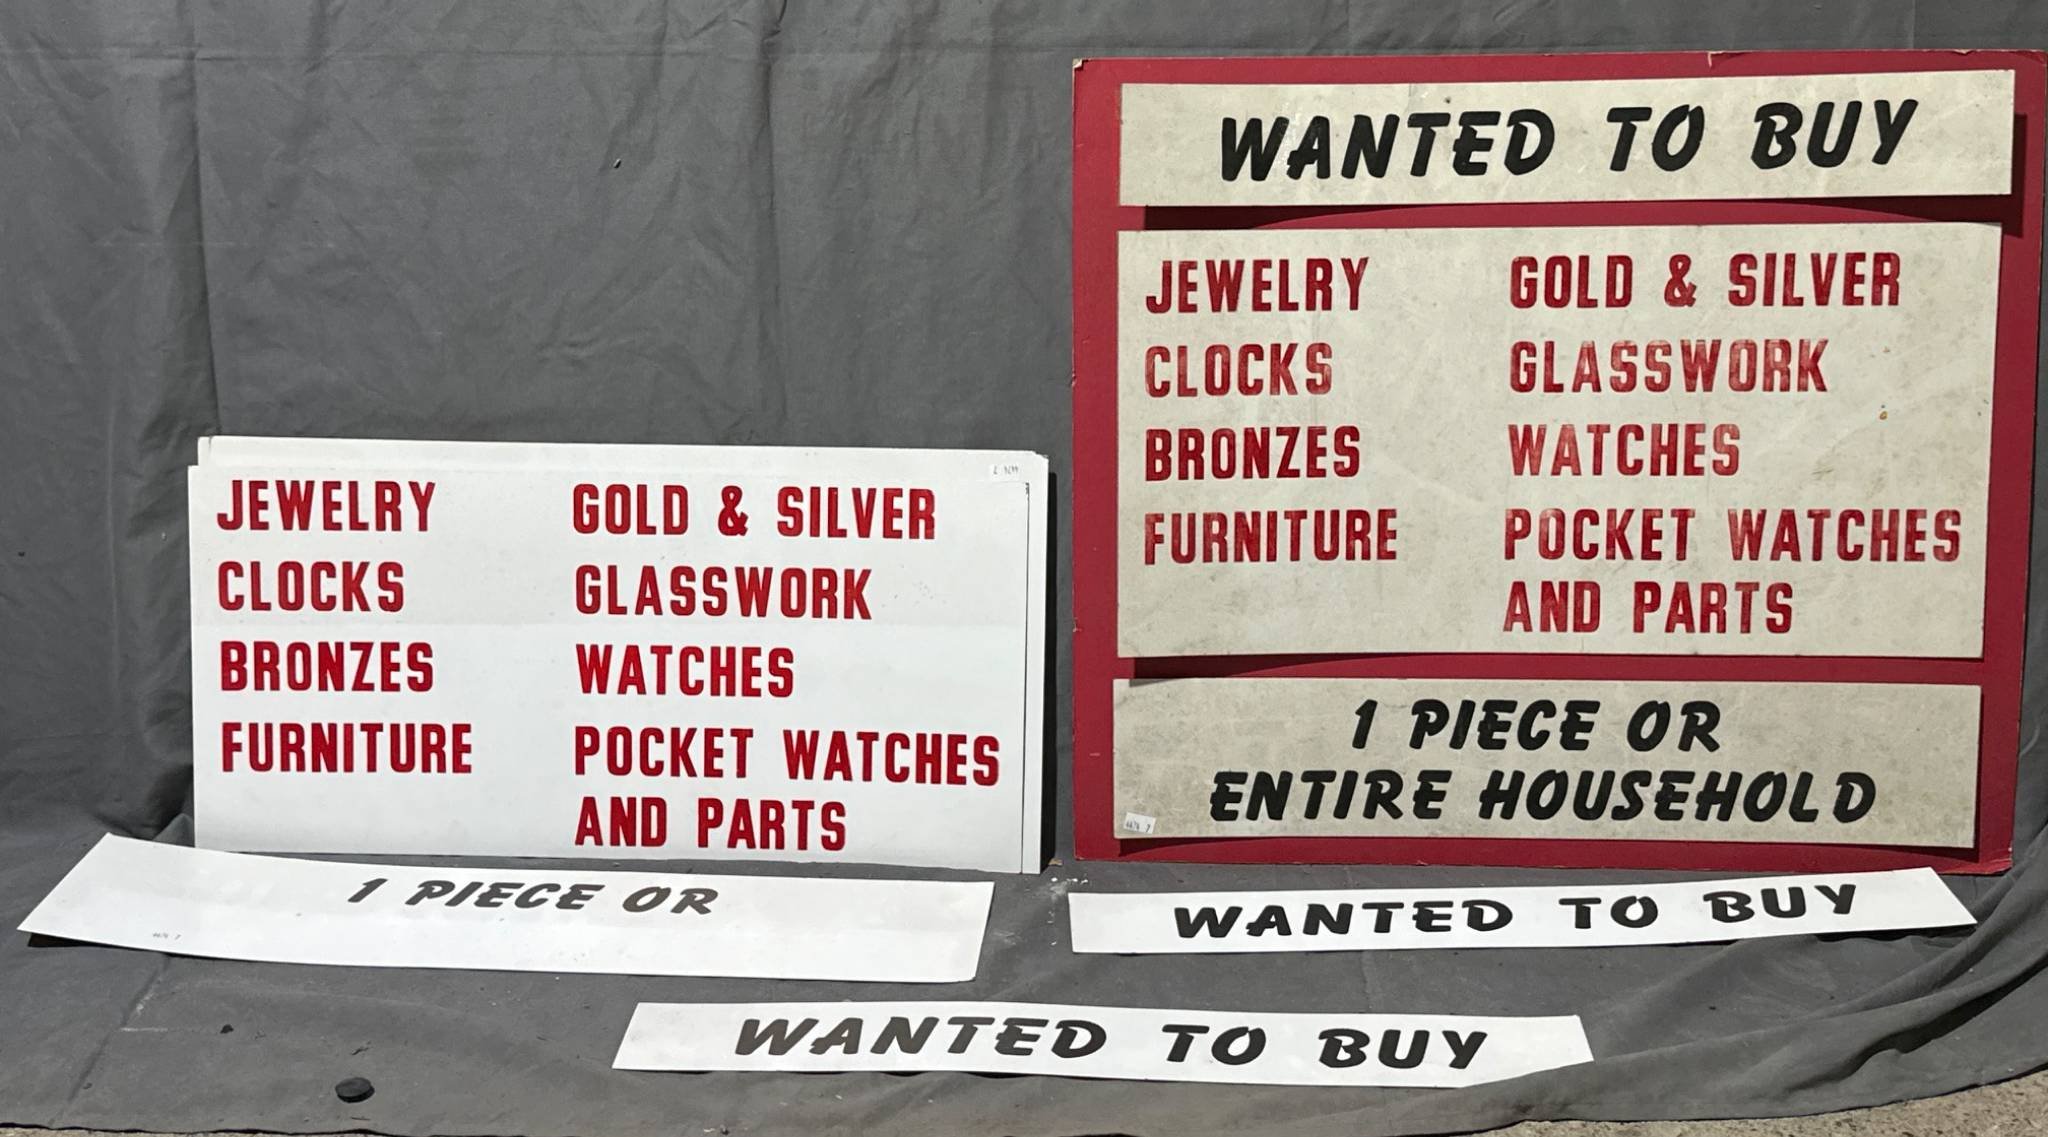 WANTED TO BUY
JEWELRY GOLD & SILVER
CLOCKS GLASSWORK
BRONZES WATCHES
FURNITURE POCKET WATCHES
AND PARTS
1 PIECE OR
ENTIRE HOUSEHOLD
JEWELRY GOLD & SILVER
CLOCKS GLASSWORK
BRONZES WATCHES
FURNITURE POCKET WATCHES
AND PARTS
1 PIECE OR
WANTED TO BUY
WANTED TO BUY